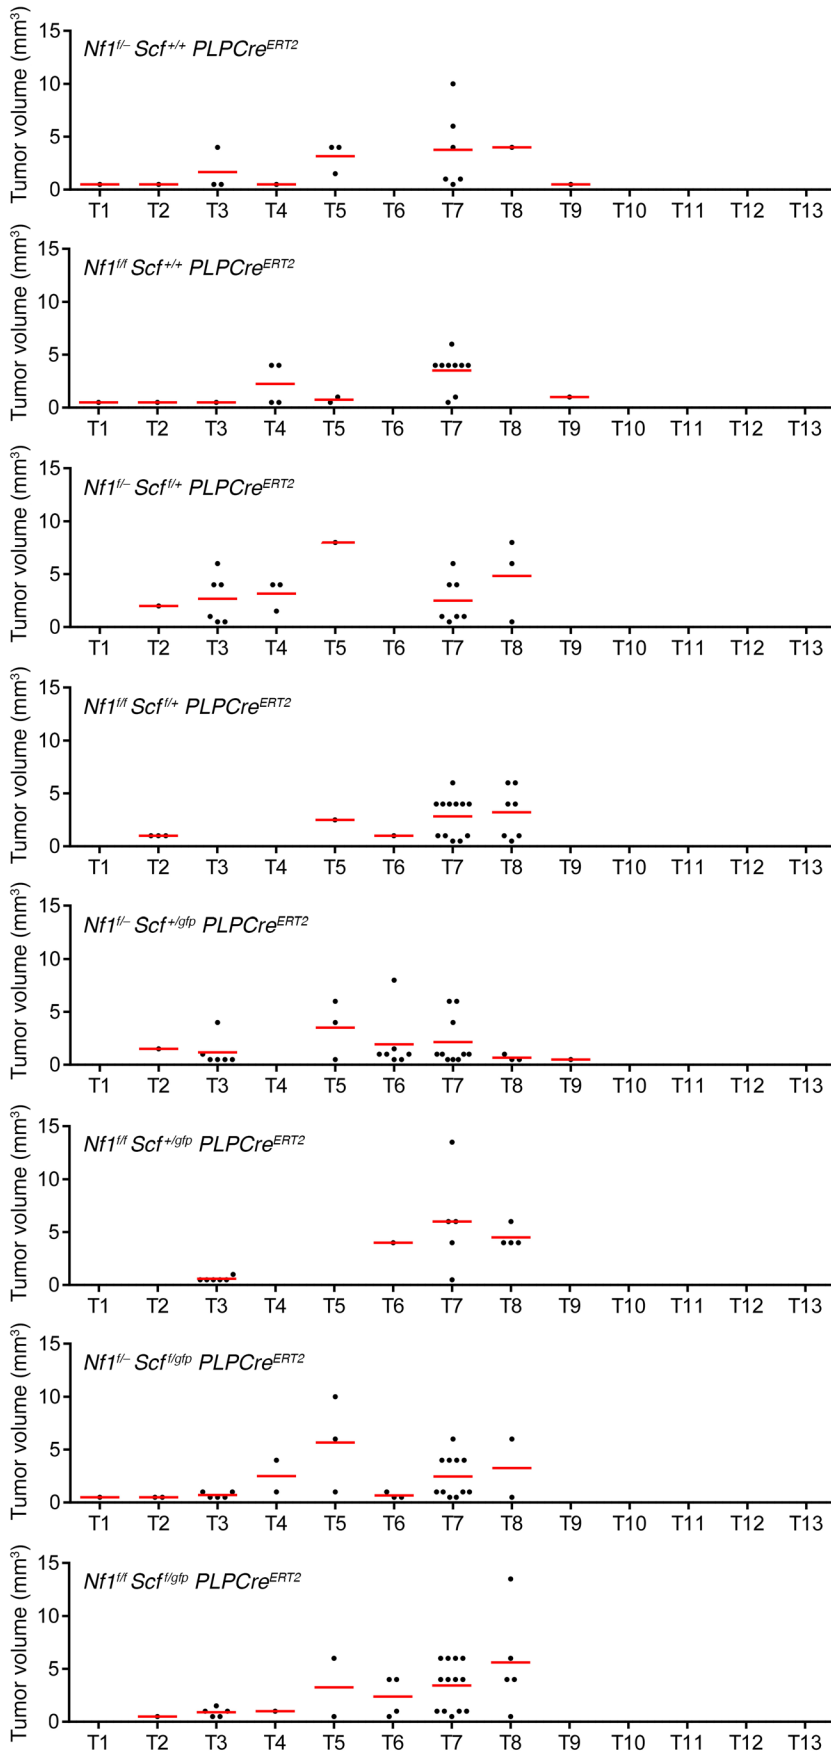 Tumor volume (mm³)
15
Nf1f/– Scf+/+ PLPCreERT2
10
5
0
T1 T2 T3 T4 T5 T6 T7 T8 T9 T10 T11 T12 T13
Tumor volume (mm³)
15
Nf1f/f Scf+/+ PLPCreERT2
10
5
0
T1 T2 T3 T4 T5 T6 T7 T8 T9 T10 T11 T12 T13
Tumor volume (mm³)
15
Nf1f/– Scff/+ PLPCreERT2
10
5
0
T1 T2 T3 T4 T5 T6 T7 T8 T9 T10 T11 T12 T13
Tumor volume (mm³)
15
Nf1f/f Scff/+ PLPCreERT2
10
5
0
T1 T2 T3 T4 T5 T6 T7 T8 T9 T10 T11 T12 T13
Tumor volume (mm³)
15
Nf1f/– Scf+/gfp PLPCreERT2
10
5
0
T1 T2 T3 T4 T5 T6 T7 T8 T9 T10 T11 T12 T13
Tumor volume (mm³)
15
Nf1f/f Scf+/gfp PLPCreERT2
10
5
0
T1 T2 T3 T4 T5 T6 T7 T8 T9 T10 T11 T12 T13
Tumor volume (mm³)
15
Nf1f/– Scff/gfp PLPCreERT2
10
5
0
T1 T2 T3 T4 T5 T6 T7 T8 T9 T10 T11 T12 T13
Tumor volume (mm³)
15
Nf1f/f Scff/gfp PLPCreERT2
10
5
0
T1 T2 T3 T4 T5 T6 T7 T8 T9 T10 T11 T12 T13